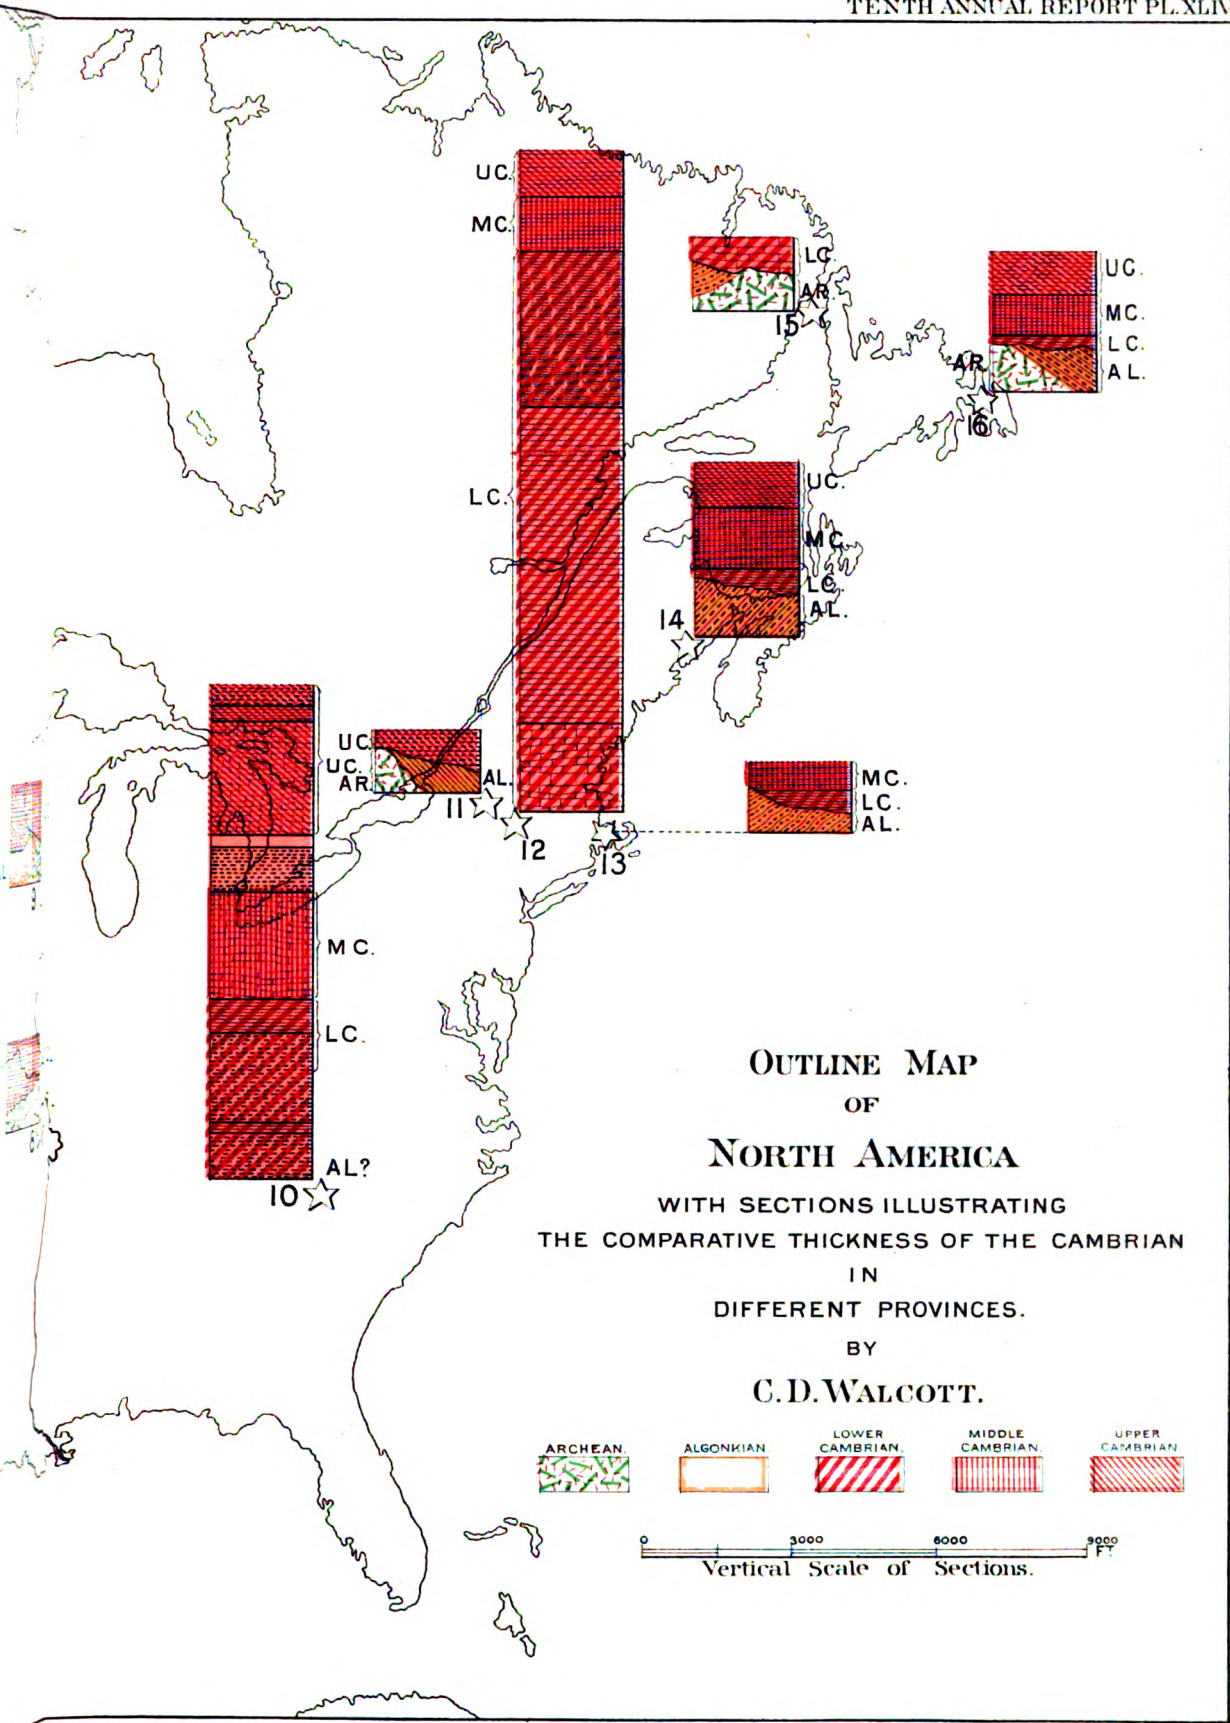 TENTH ANNUAL REPORT PL. XLIV
UC.
MC.
LC.
LC.
AR.
15
UC.
MC.
LC.
AL.
AR.
16
UC.
MC.
LC.
AL.
14
UC.
UC.
AR.
AL.
11
12
13
MC.
LC.
AL.
MC.
LC.
AL?
10
OUTLINE MAP
OF
NORTH AMERICA
WITH SECTIONS ILLUSTRATING
THE COMPARATIVE THICKNESS OF THE CAMBRIAN
IN
DIFFERENT PROVINCES.
BY
C. D. WALCOTT.
ARCHEAN.
ALGONKIAN
LOWER
CAMBRIAN.
MIDDLE
CAMBRIAN.
UPPER
CAMBRIAN
0 3000 6000 9000
FT.
Vertical Scale of Sections.